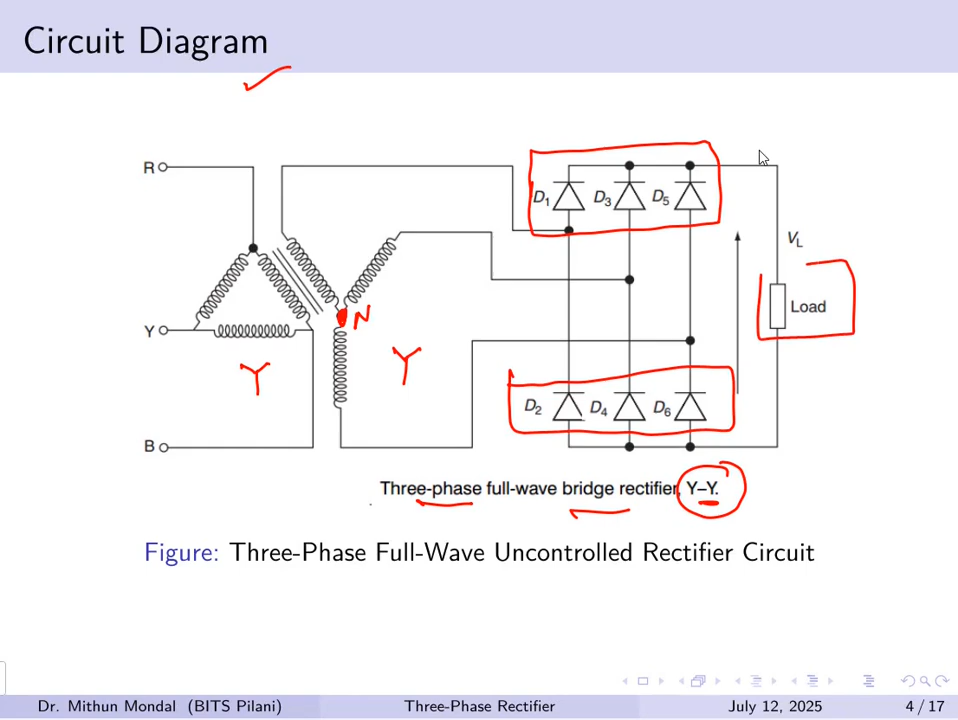 Circuit Diagram
R
D1
D3
D5
VL
N
Load
Y
Y
Y
D2
D4
D6
B
Three-phase full-wave bridge rectifier, Y–Y.
Figure: Three-Phase Full-Wave Uncontrolled Rectifier Circuit
Dr. Mithun Mondal (BITS Pilani)
Three-Phase Rectifier
July 12, 2025
4 / 17